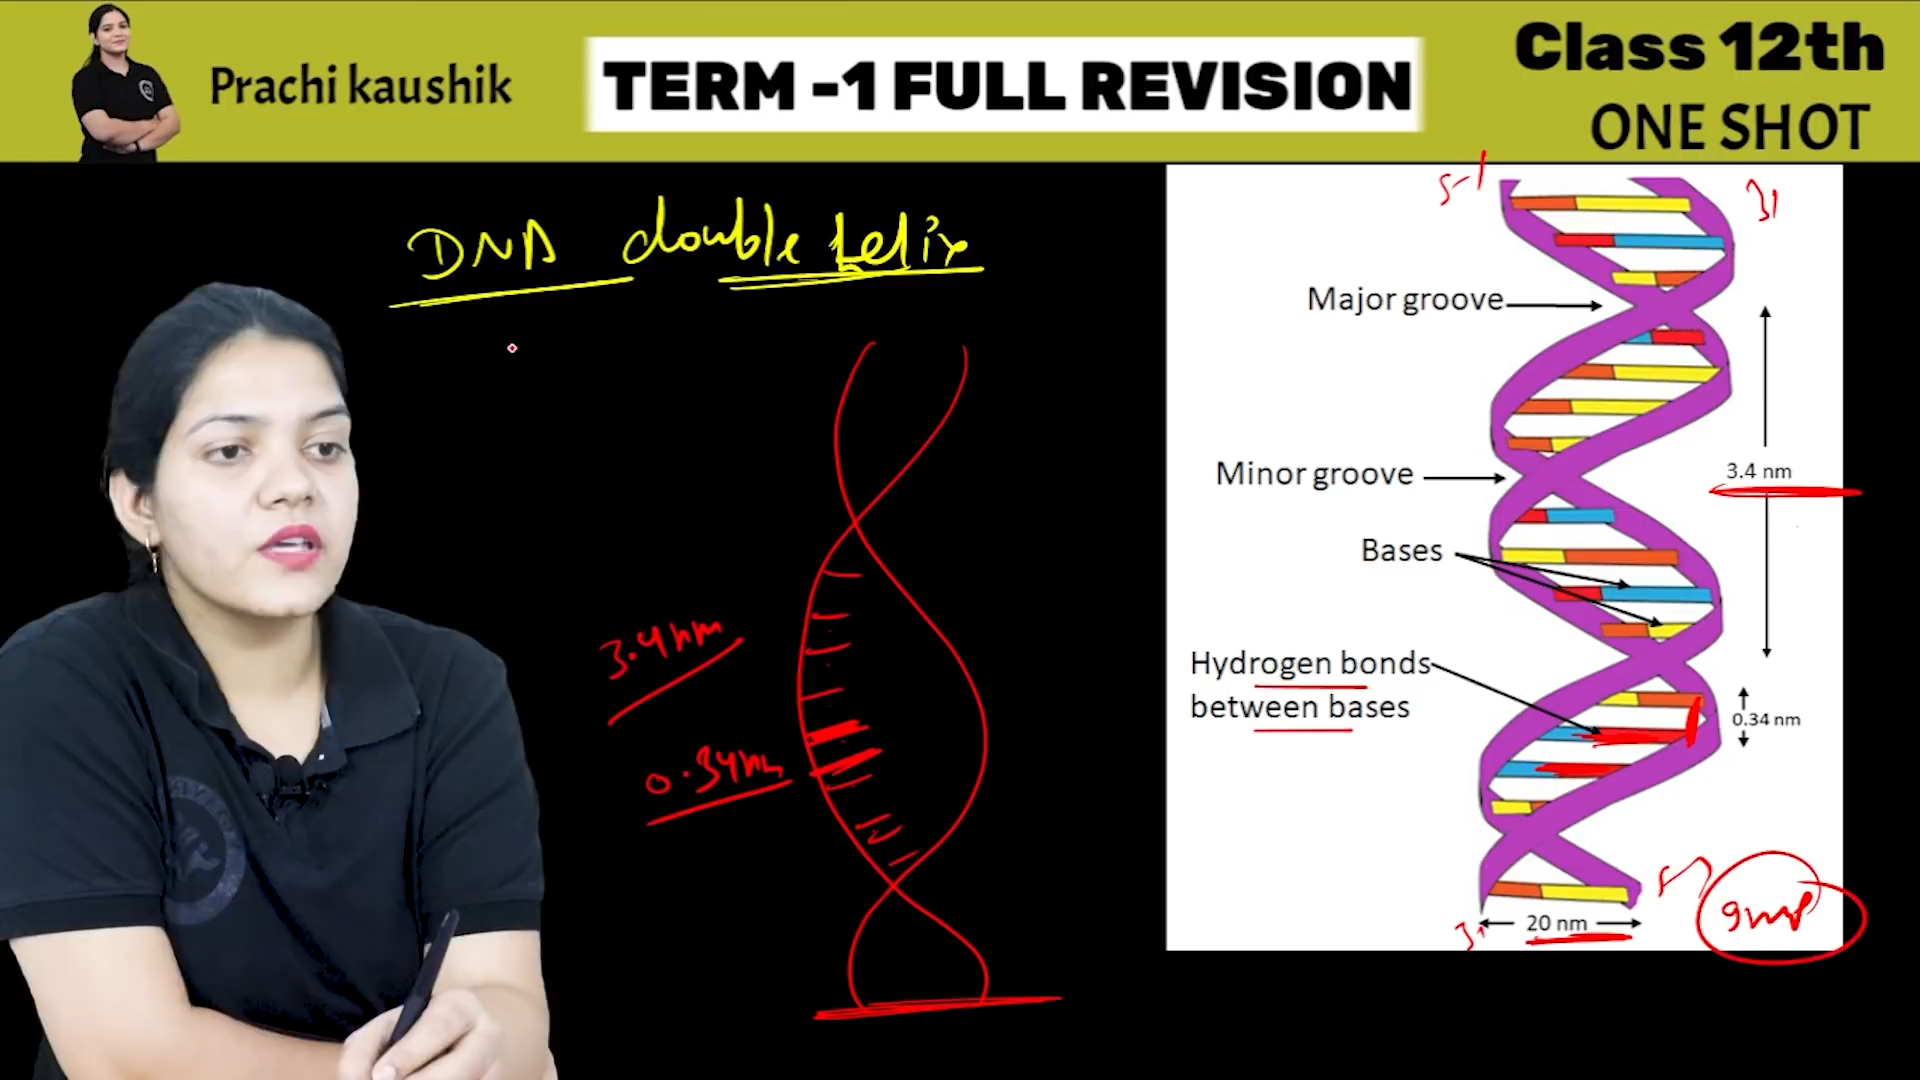 Prachi kaushik
TERM -1 FULL REVISION
Class 12th
ONE SHOT
DNA double helix
5'
3'
Major groove
Minor groove
3.4 nm
Bases
3.4 nm
Hydrogen bonds
between bases
0.34 nm
0.34nm
5'
3'
20 nm
Imp